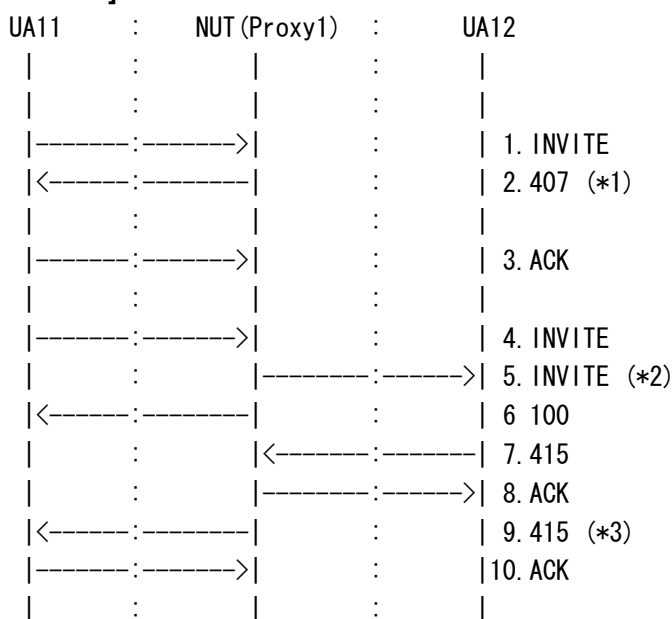 ]
UA11 : NUT(Proxy1) : UA12
1. INVITE
2. 407 (*1)
3. ACK
4. INVITE
5. INVITE (*2)
6 100
7. 415
8. ACK
9. 415 (*3)
10. ACK